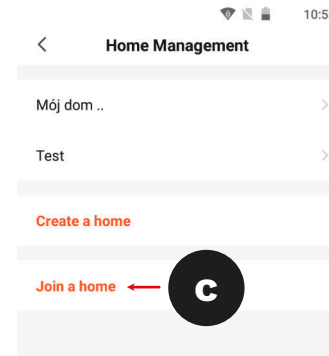 10:5
Home Management
Mój dom ..
Test
Create a home
Join a home
C